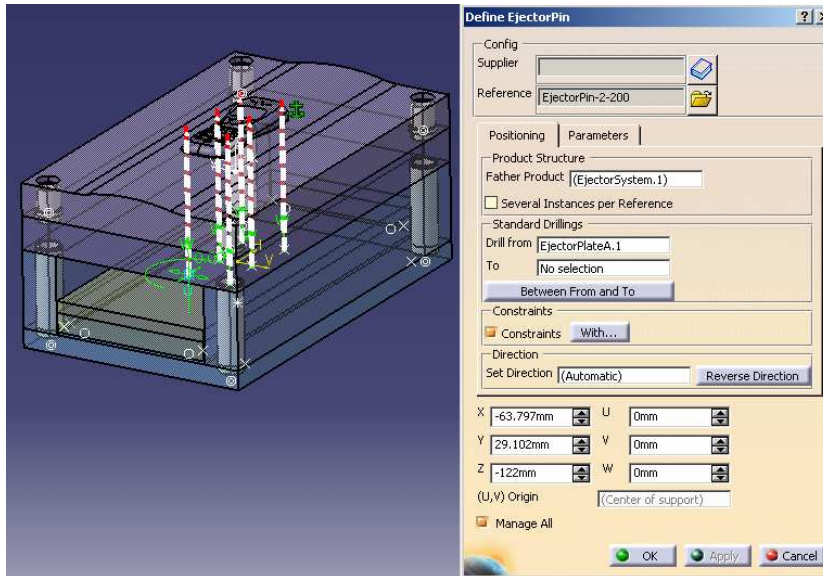 Define EjectorPin
Config
Supplier
Reference EjectorPin-2-200
Positioning Parameters
Product Structure
Father Product (EjectorSystem.1)
Several Instances per Reference
Standard Drillings
Drill from EjectorPlateA.1
To No selection
Between From and To
Constraints
Constraints With...
Direction
Set Direction (Automatic) Reverse Direction
X -63.797mm U 0mm
Y 29.102mm V 0mm
Z -122mm W 0mm
(U,V) Origin (Center of support)
Manage All
OK Apply Cancel